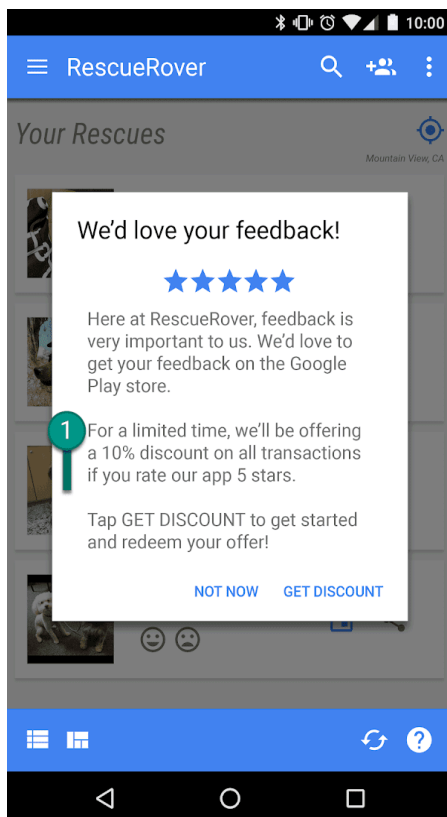 10:00
RescueRover
Your Rescues
Mountain View, CA
We'd love your feedback!
Here at RescueRover, feedback is
very important to us. We'd love to
get your feedback on the Google
Play store.
1
For a limited time, we'll be offering
a 10% discount on all transactions
if you rate our app 5 stars.
Tap GET DISCOUNT to get started
and redeem your offer!
NOT NOW GET DISCOUNT